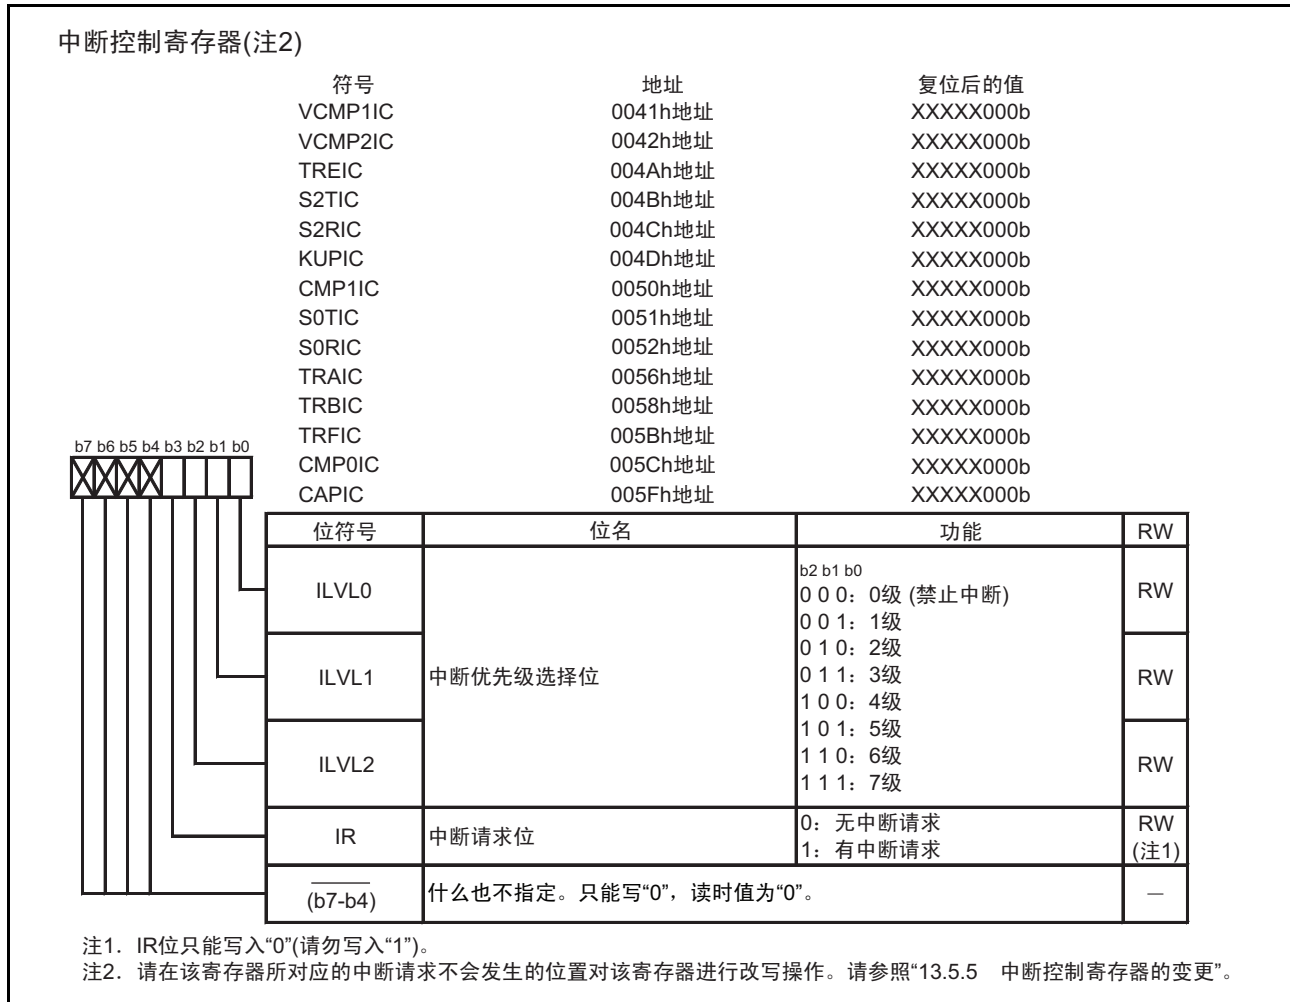 中断控制寄存器(注2)
符号 地址 复位后的值
VCMP1IC 0041h地址 XXXXX000b
VCMP2IC 0042h地址 XXXXX000b
TREIC 004Ah地址 XXXXX000b
S2TIC 004Bh地址 XXXXX000b
S2RIC 004Ch地址 XXXXX000b
KUPIC 004Dh地址 XXXXX000b
CMP1IC 0050h地址 XXXXX000b
S0TIC 0051h地址 XXXXX000b
S0RIC 0052h地址 XXXXX000b
TRAIC 0056h地址 XXXXX000b
TRBIC 0058h地址 XXXXX000b
TRFIC 005Bh地址 XXXXX000b
CMP0IC 005Ch地址 XXXXX000b
CAPIC 005Fh地址 XXXXX000b
b7 b6 b5 b4 b3 b2 b1 b0
位符号 位名 功能 RW
ILVL0 RW
ILVL1 中断优先级选择位 RW
ILVL2 RW
b2 b1 b0
0 0 0：0级 (禁止中断)
0 0 1：1级
0 1 0：2级
0 1 1：3级
1 0 0：4级
1 0 1：5级
1 1 0：6级
1 1 1：7级
IR 中断请求位 0：无中断请求 RW
1：有中断请求 (注1)
(b7-b4) 什么也不指定。只能写“0”，读时值为“0”。 —
注1. IR位只能写入“0”(请勿写入“1”)。
注2. 请在该寄存器所对应的中断请求不会发生的位置对该寄存器进行改写操作。请参照“13.5.5 中断控制寄存器的变更”。